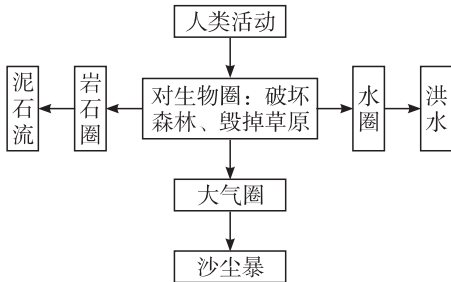 人类活动
泥石流
岩石圈
对生物圈：破坏
森林、毁掉草原
水圈
洪水
大气圈
沙尘暴